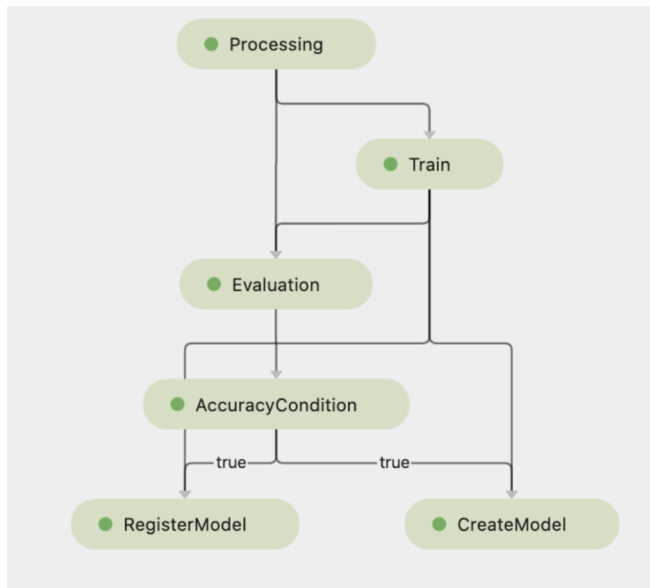 Processing
Train
Evaluation
AccuracyCondition
true
true
RegisterModel
CreateModel